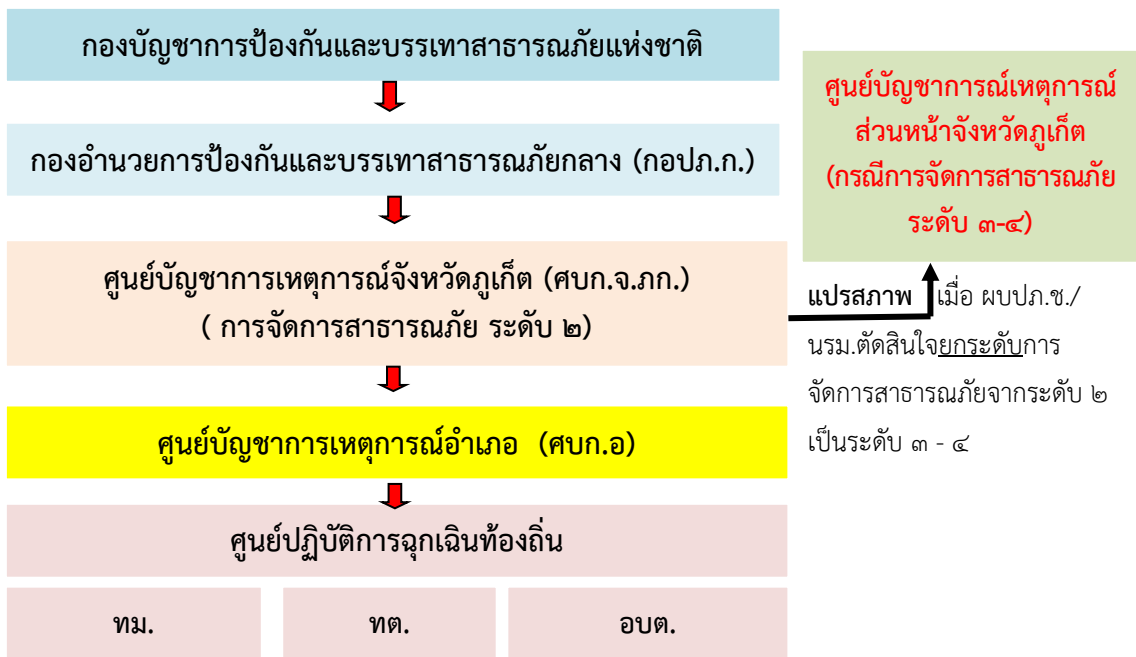 กองบัญชาการป้องกันและบรรเทาสาธารณภัยแห่งชาติ
กองอำนวยการป้องกันและบรรเทาสาธารณภัยกลาง (กอปภ.ก.)
ศูนย์บัญชาการเหตุการณ์จังหวัดภูเก็ต (ศบก.จ.ภก.)
( การจัดการสาธารณภัย ระดับ ๒)
ศูนย์บัญชาการเหตุการณ์อำเภอ (ศบก.อ)
ศูนย์ปฏิบัติการฉุกเฉินท้องถิ่น
ทม.
ทต.
อบต.
ศูนย์บัญชาการณ์เหตุการณ์
ส่วนหน้าจังหวัดภูเก็ต
(กรณีการจัดการสาธารณภัย
ระดับ ๓-๔)
แปรสภาพ เมื่อ ผบปภ.ช./
นรม.ตัดสินใจยกระดับการ
จัดการสาธารณภัยจากระดับ ๒
เป็นระดับ ๓ - ๔